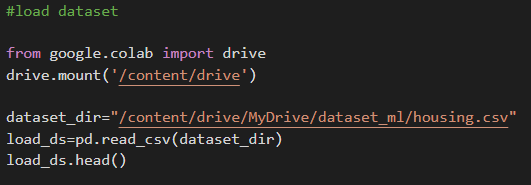 #load dataset
from google.colab import drive
drive.mount('/content/drive')
dataset_dir="/content/drive/MyDrive/dataset_ml/housing.csv"
load_ds=pd.read_csv(dataset_dir)
load_ds.head()